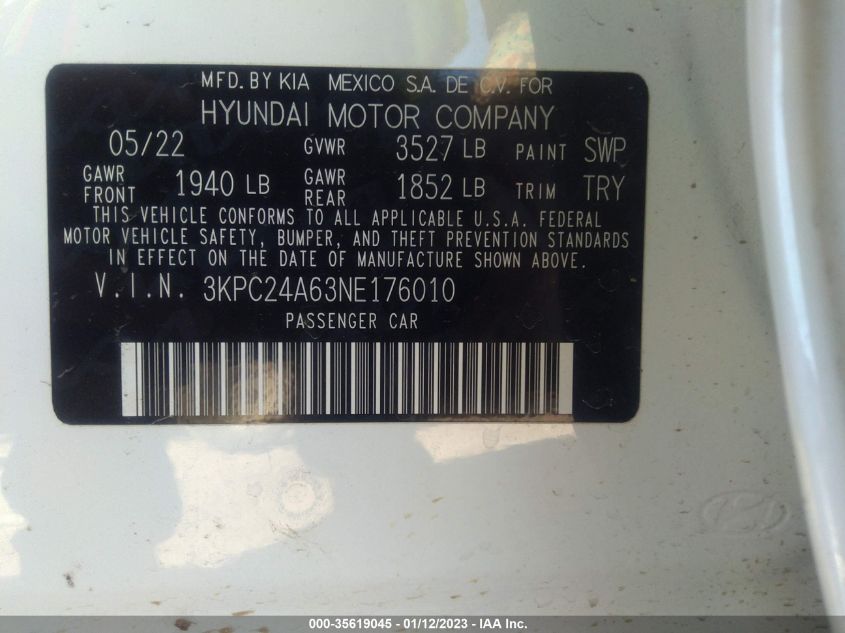 MFD. BY KIA MEXICO S.A. DE C.V. FOR
HYUNDAI MOTOR COMPANY
05/22 GVWR 3527 LB PAINT SWP
GAWR FRONT 1940 LB GAWR REAR 1852 LB TRIM TRY
THIS VEHICLE CONFORMS TO ALL APPLICABLE U.S.A. FEDERAL
MOTOR VEHICLE SAFETY, BUMPER, AND THEFT PREVENTION STANDARDS
IN EFFECT ON THE DATE OF MANUFACTURE SHOWN ABOVE.
V.I.N. 3KPC24A63NE176010
PASSENGER CAR
000-35619045 - 01/12/2023 - IAA Inc.